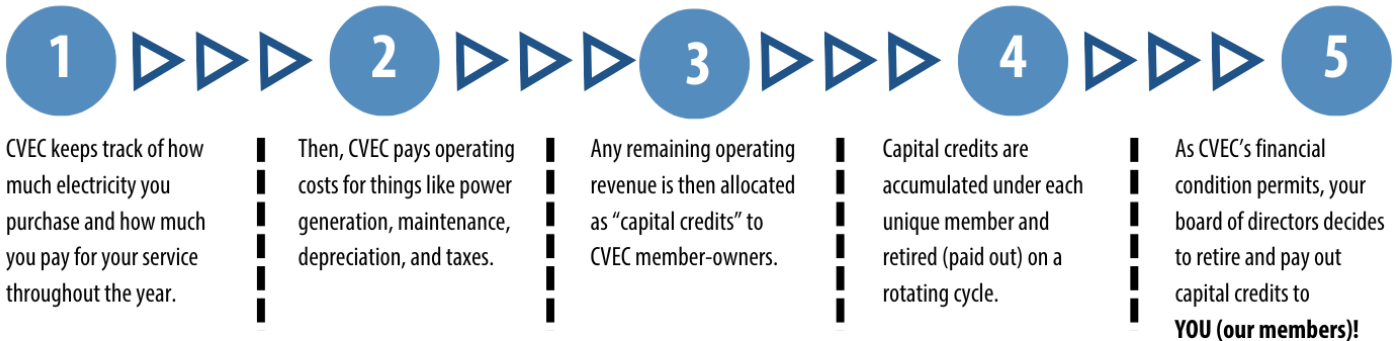 1
CVEC keeps track of how
much electricity you
purchase and how much
you pay for your service
throughout the year.
2
Then, CVEC pays operating
costs for things like power
generation, maintenance,
depreciation, and taxes.
3
Any remaining operating
revenue is then allocated
as “capital credits” to
CVEC member-owners.
4
Capital credits are
accumulated under each
unique member and
retired (paid out) on a
rotating cycle.
5
As CVEC’s financial
condition permits, your
board of directors decides
to retire and pay out
capital credits to
YOU (our members)!